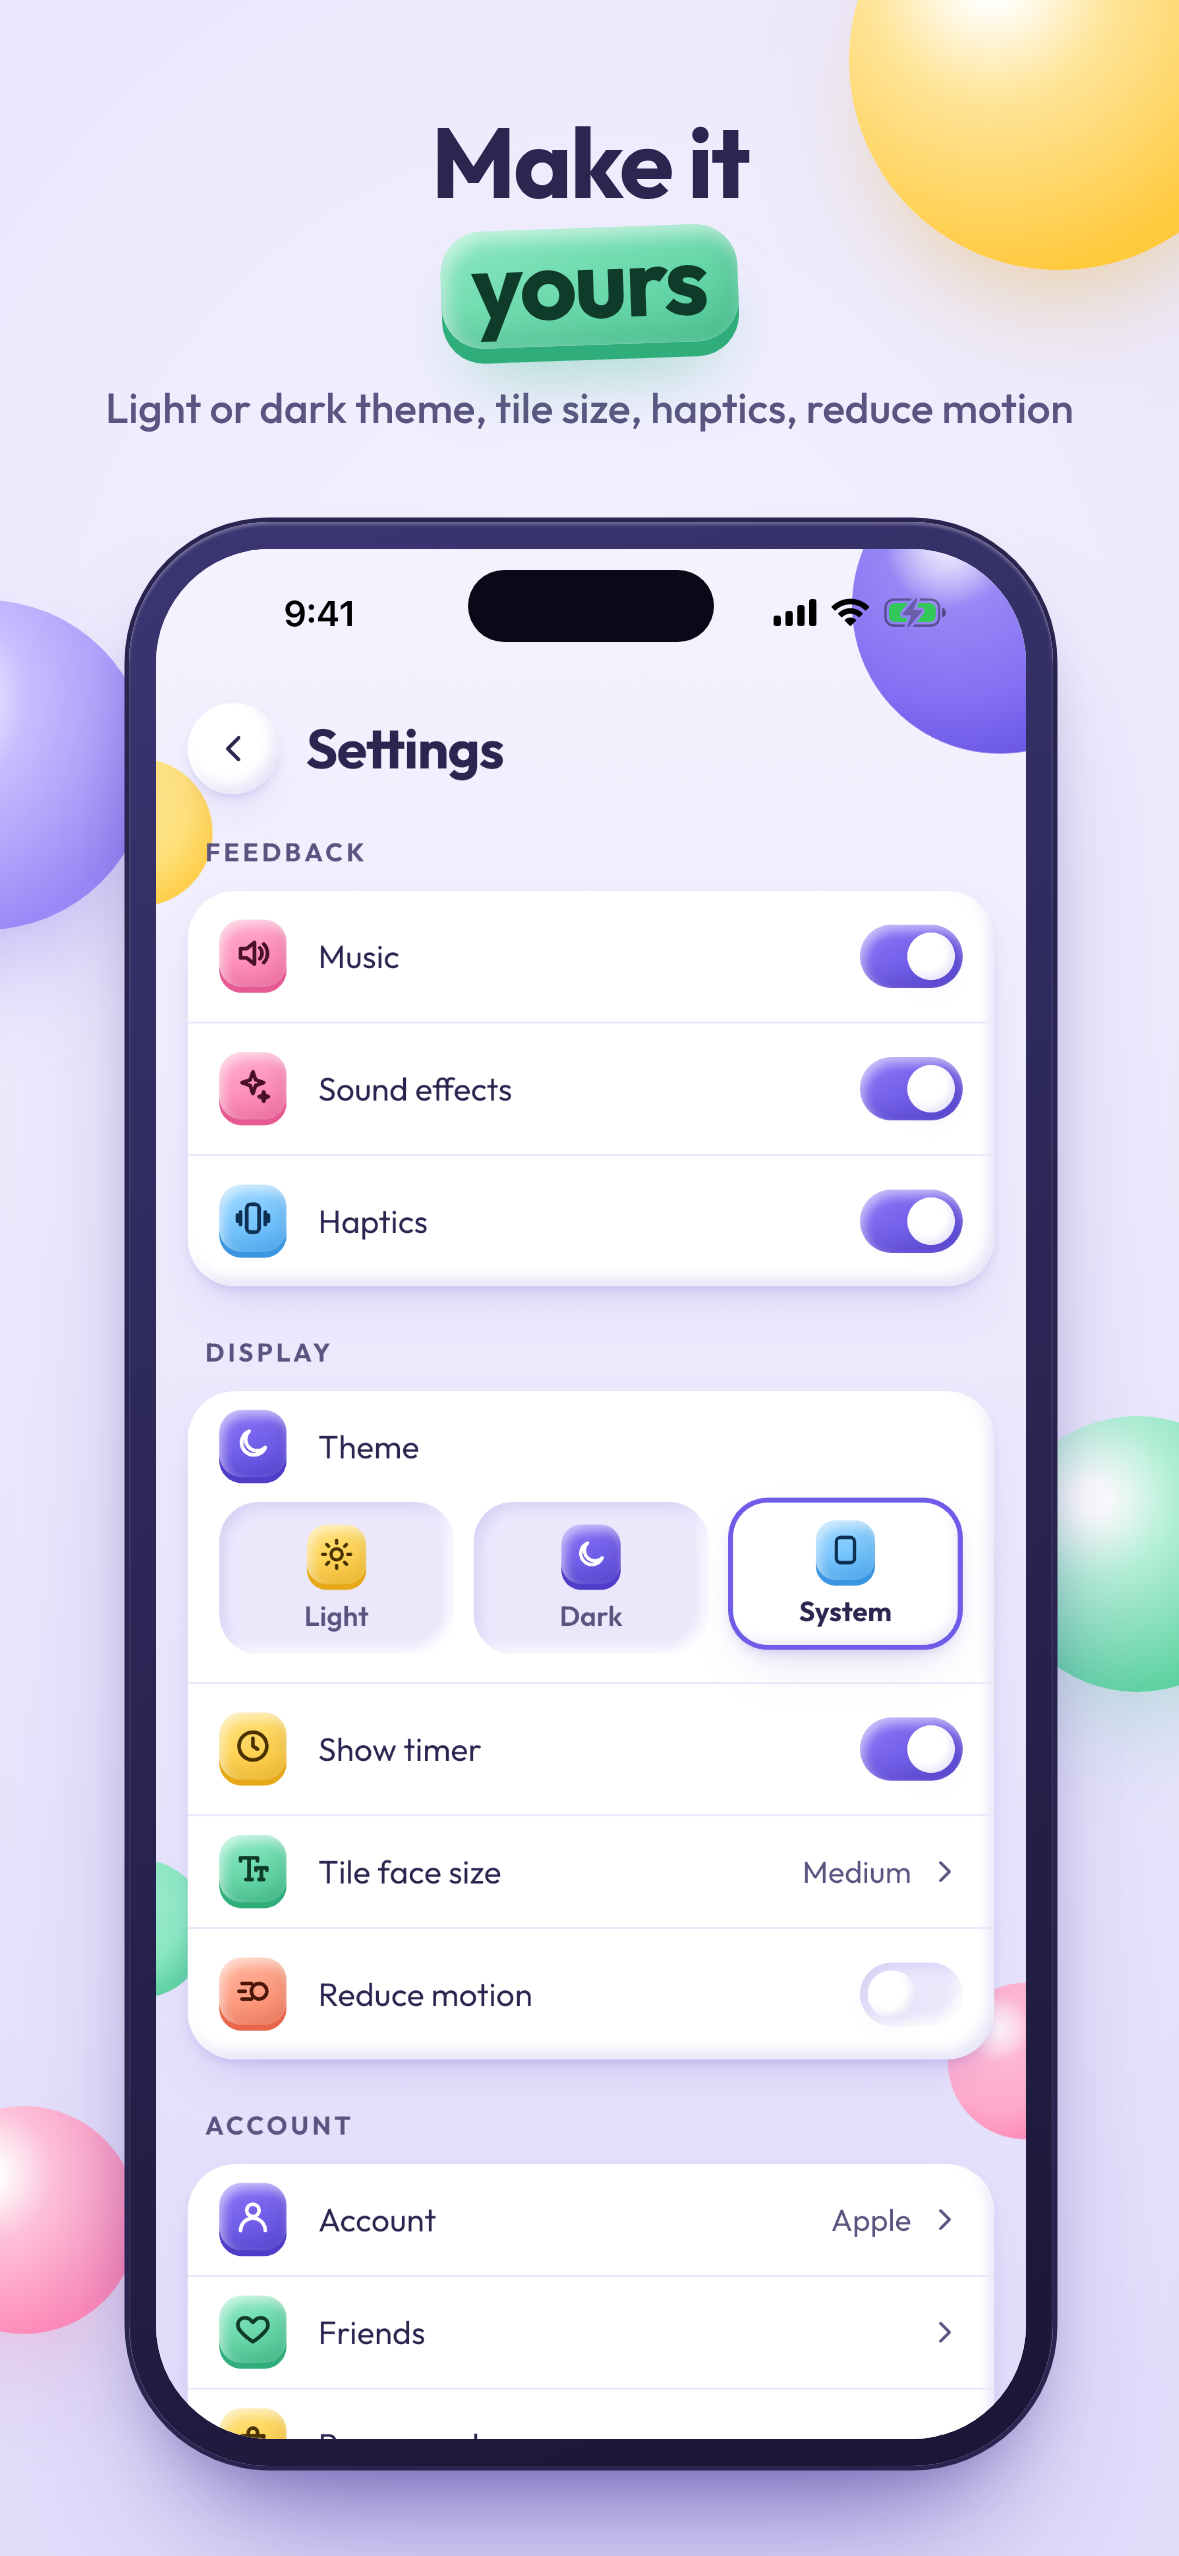 Make it
yours
Light or dark theme, tile size, haptics, reduce motion
9:41
Settings
FEEDBACK
Music
Sound effects
Haptics
DISPLAY
Theme
Light
Dark
System
Show timer
Tile face size
Medium
Reduce motion
ACCOUNT
Account
Apple
Friends